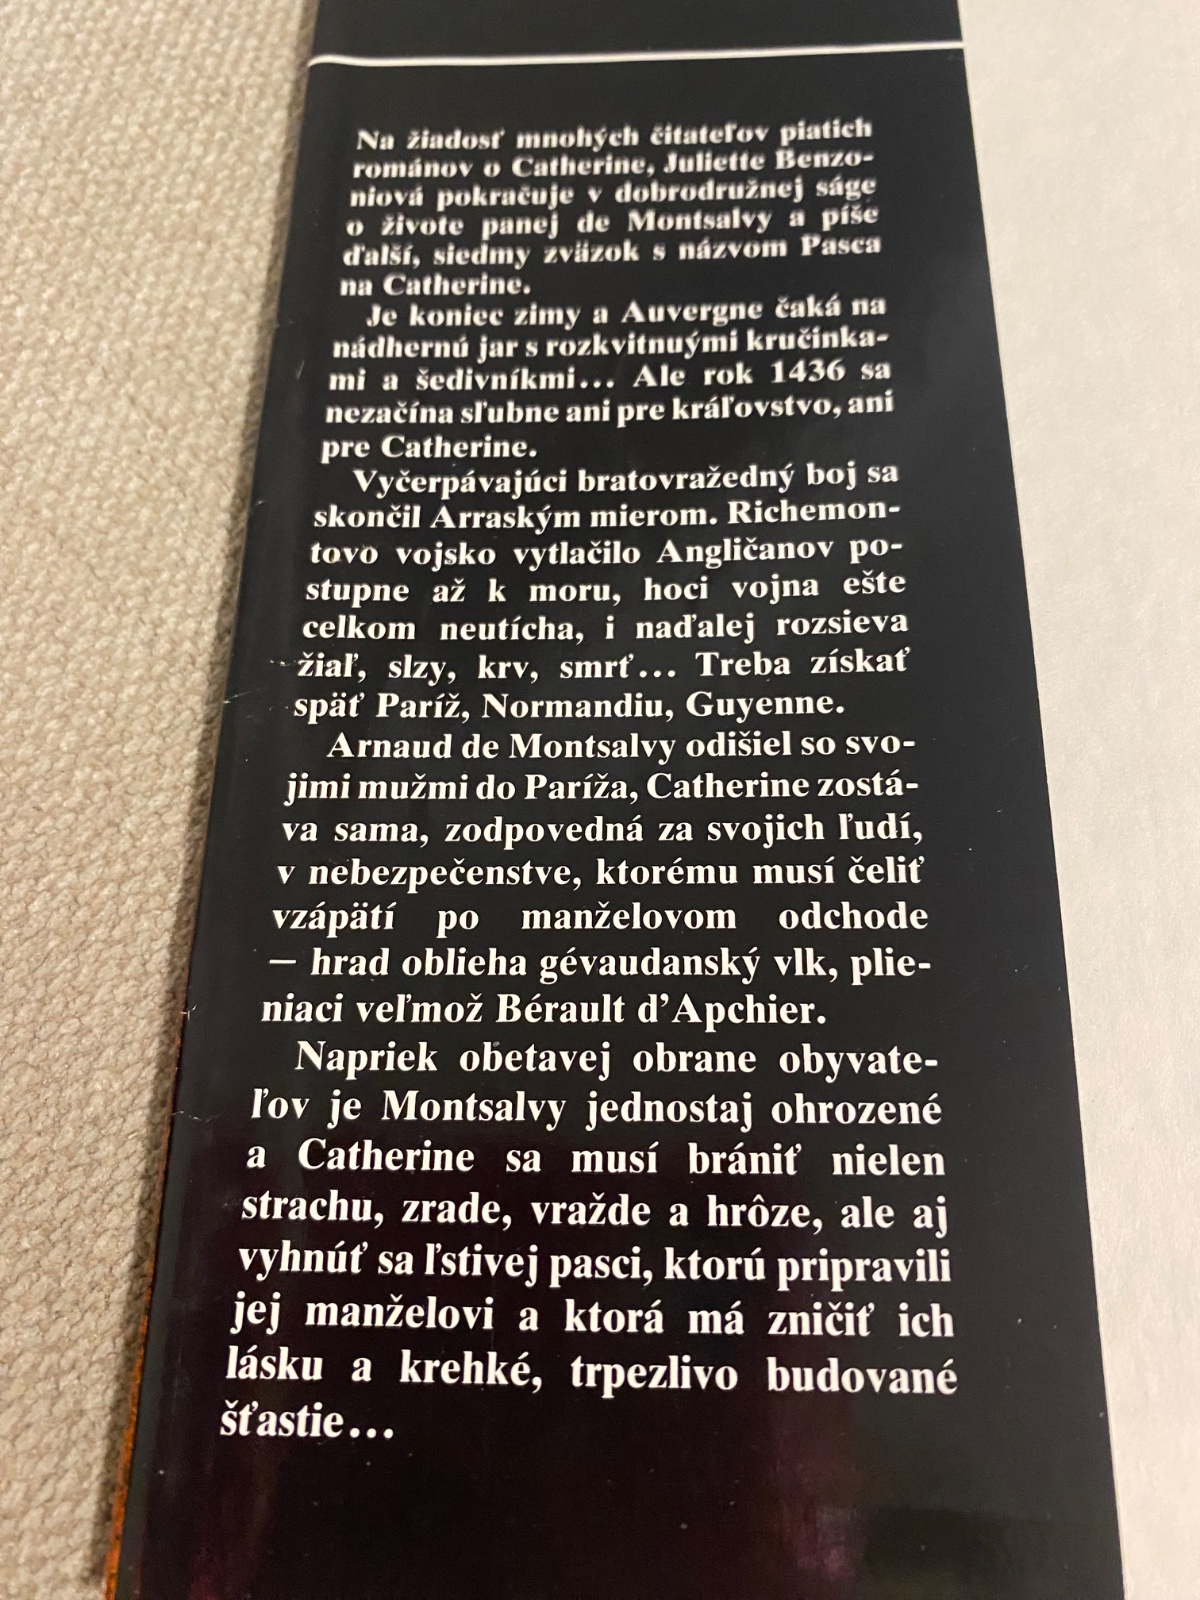 Na žiadosť mnohých čitateľov piatich
románov o Catherine, Juliette Benzo-
niová pokračuje v dobrodružnej ságe
o živote panej de Montsalvy a píše
ďalší, siedmy zväzok s názvom Pasca
na Catherine.
Je koniec zimy a Auvergne čaká na
nádhernú jar s rozkvitnuými kručinka-
mi a šedivníkmi... Ale rok 1436 sa
nezačína sľubne ani pre kráľovstvo, ani
pre Catherine.
Vyčerpávajúci bratovražedný boj sa
skončil Arraským mierom. Richemon-
tovo vojsko vytlačilo Angličanov po-
stupne až k moru, hoci vojna ešte
celkom neutícha, i naďalej rozsieva
žiaľ, slzy, krv, smrť... Treba získať
späť Paríž, Normandiu, Guyenne.
Arnaud de Montsalvy odišiel so svo-
jimi mužmi do Paríža, Catherine zostá-
va sama, zodpovedná za svojich ľudí,
v nebezpečenstve, ktorému musí čeliť
vzápätí po manželovom odchode
— hrad oblieha gévaudanský vlk, plie-
niaci veľmož Bérault d'Apchier.
Napriek obetavej obrane obyvate-
ľov je Montsalvy jednostaj ohrozené
a Catherine sa musí brániť nielen
strachu, zrade, vražde a hrôze, ale aj
vyhnúť sa ľstivej pasci, ktorú pripravili
jej manželovi a ktorá má zničiť ich
lásku a krehké, trpezlivo budované
šťastie...